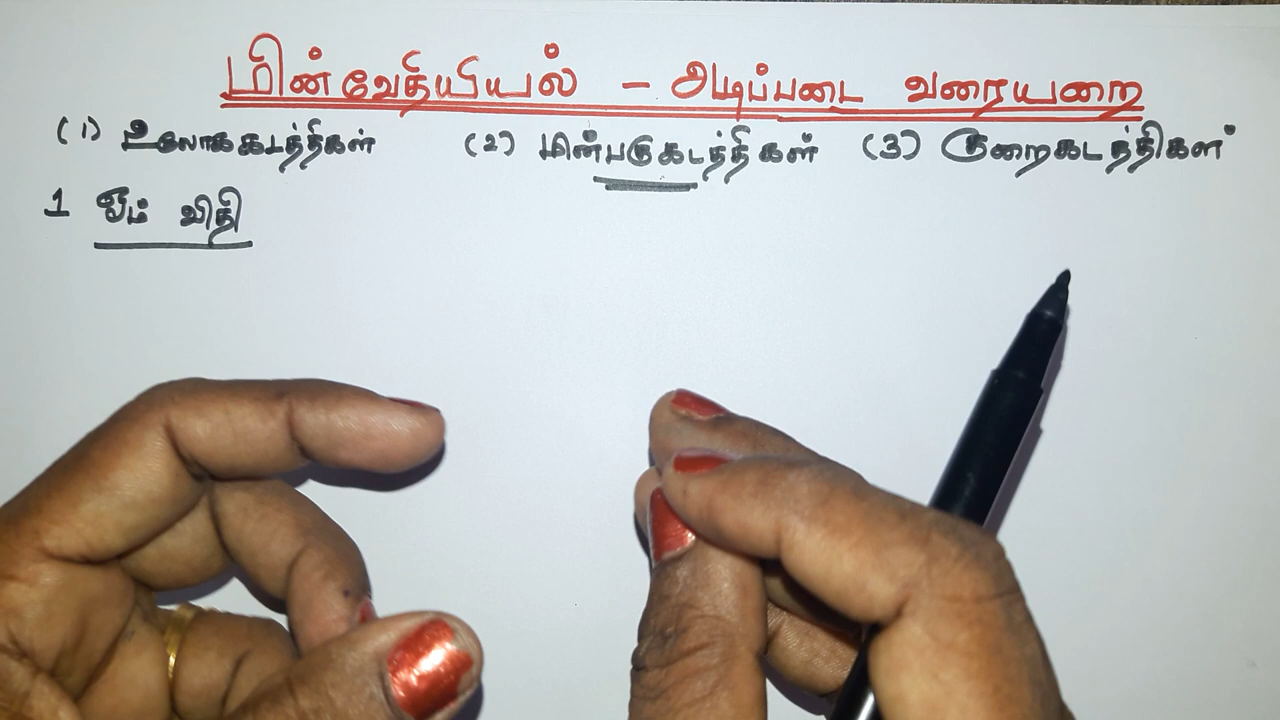 மின்வேதியியல் - அடிப்படை வரையறை
(1) உலோககடத்திகள் (2) மின்பகுகடத்திகள் (3) குறைகடத்திகள்
1 ஓம் விதி